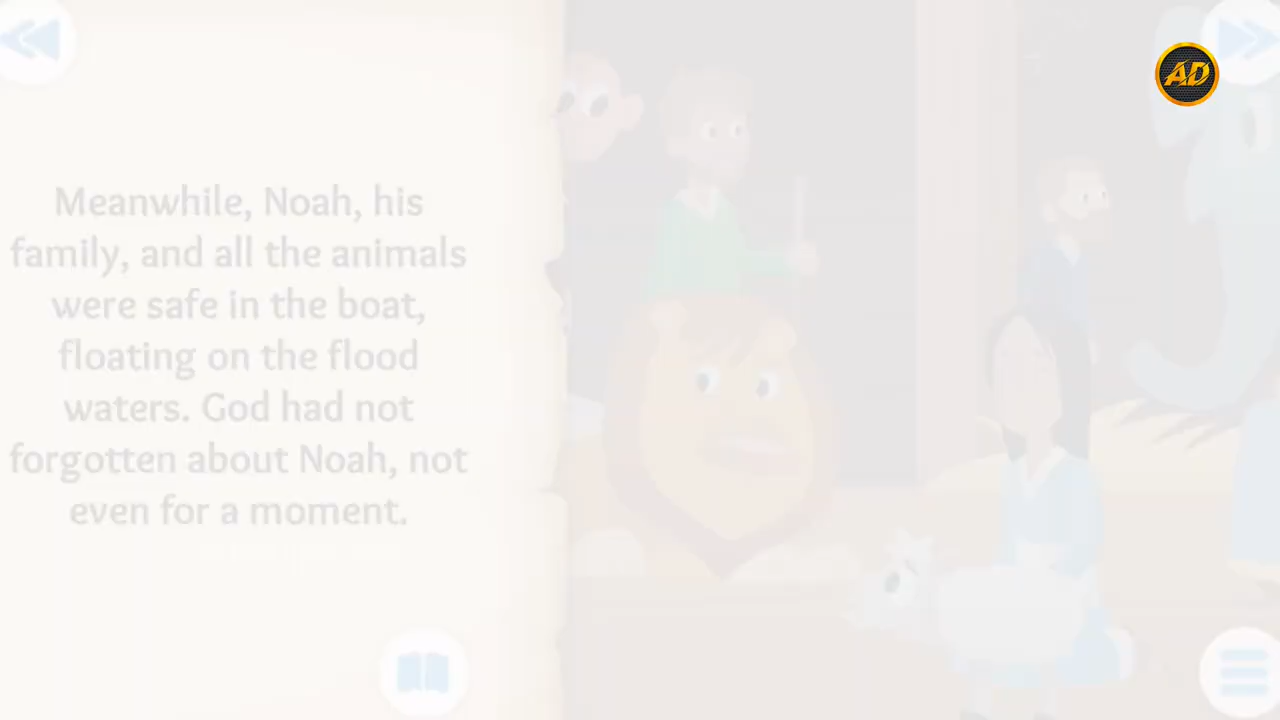 AD
Meanwhile, Noah, his
family, and all the animals
were safe in the boat,
floating on the flood
waters. God had not
forgotten about Noah, not
even for a moment.